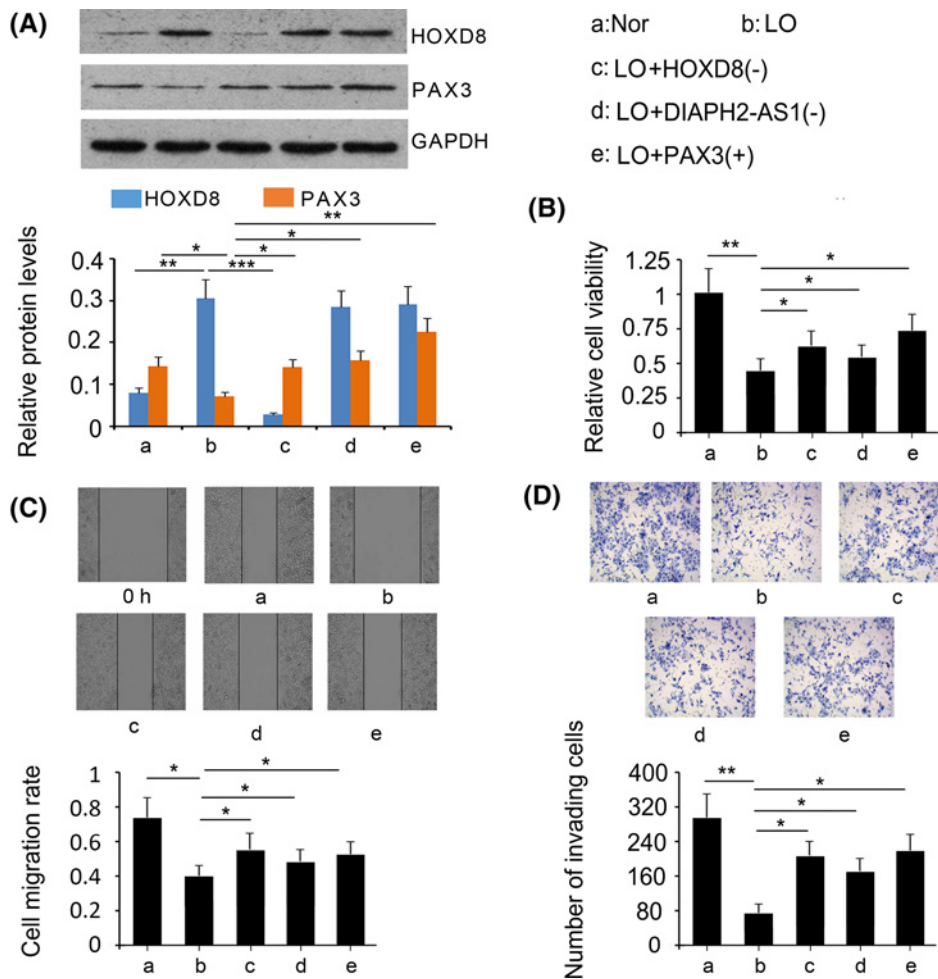 (A)
HOXD8
PAX3
GAPDH
a:Nor b:LO
c: LO+HOXD8(-)
d: LO+DIAPH2-AS1(-)
e: LO+PAX3(+)
HOXD8 PAX3
Relative protein levels
0.4
0.3
0.2
0.1
0
** * *** * * **
a b c d e
(B)
Relative cell viability
1.25
1
0.75
0.5
0.25
0
** * * *
a b c d e
(C)
0 h a b
c d e
Cell migration rate
1
0.8
0.6
0.4
0.2
0
* * * *
a b c d e
(D)
a b c
d e
Number of invading cells
400
320
240
160
80
0
** * * *
a b c d e